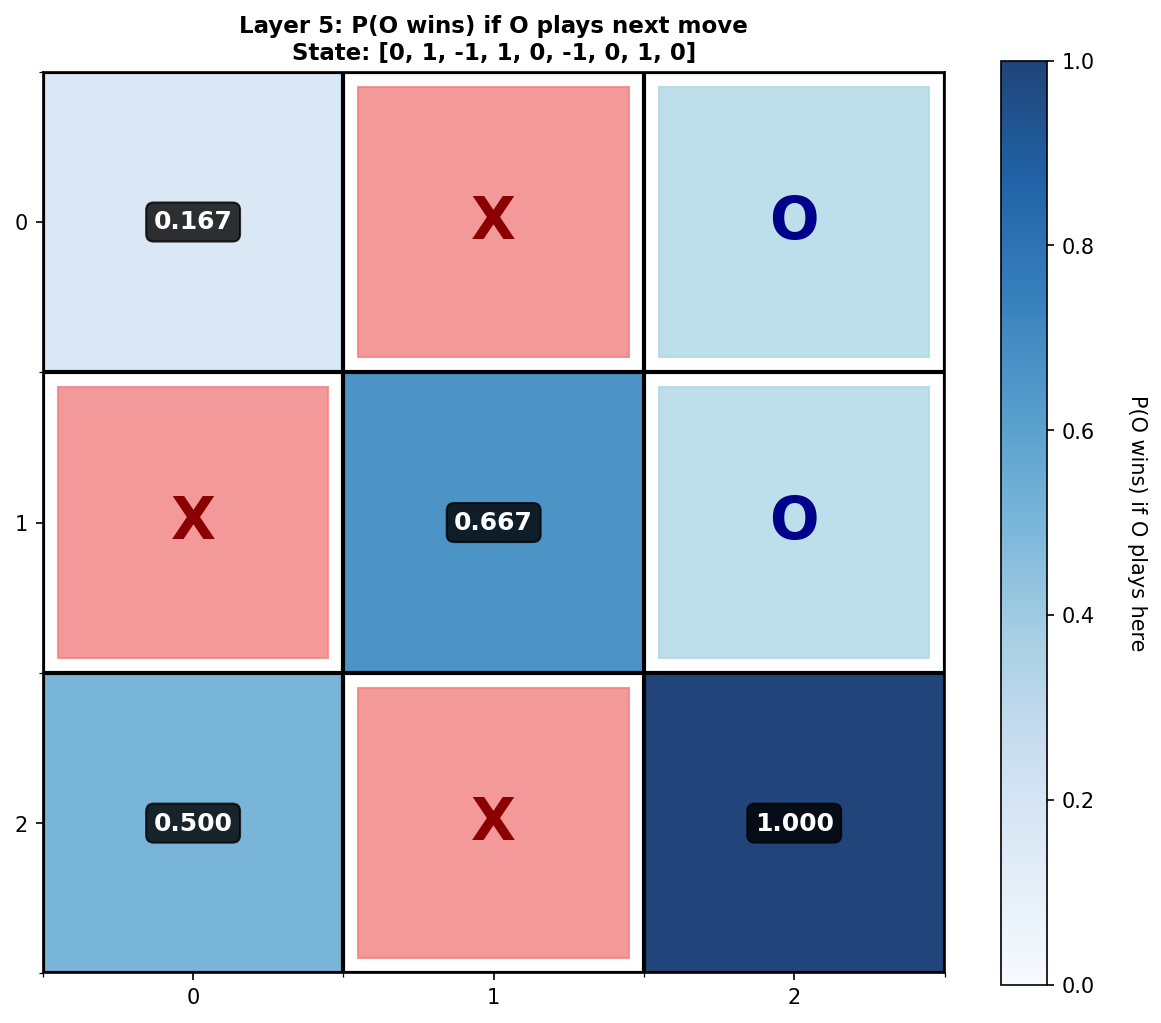 Layer 5: P(O wins) if O plays next move
State: [0, 1, -1, 1, 0, -1, 0, 1, 0]
0
0.167
X
O
1
X
0.667
O
2
0.500
X
1.000
0
1
2
1.0
0.8
0.6
0.4
0.2
0.0
P(O wins) if O plays here